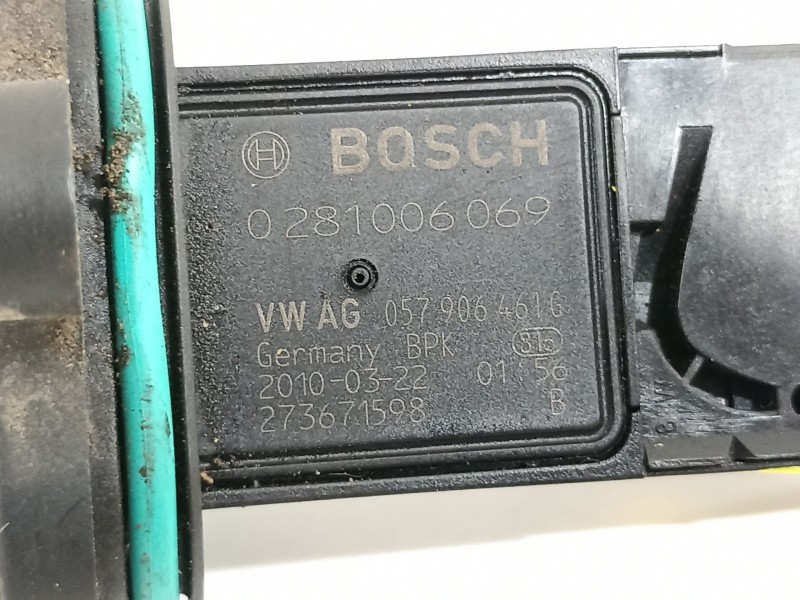 BOSCH
0 281 006 069
VW AG 057 906 461 G
Germany BPK
2010-03-22 01 56
273671598 B